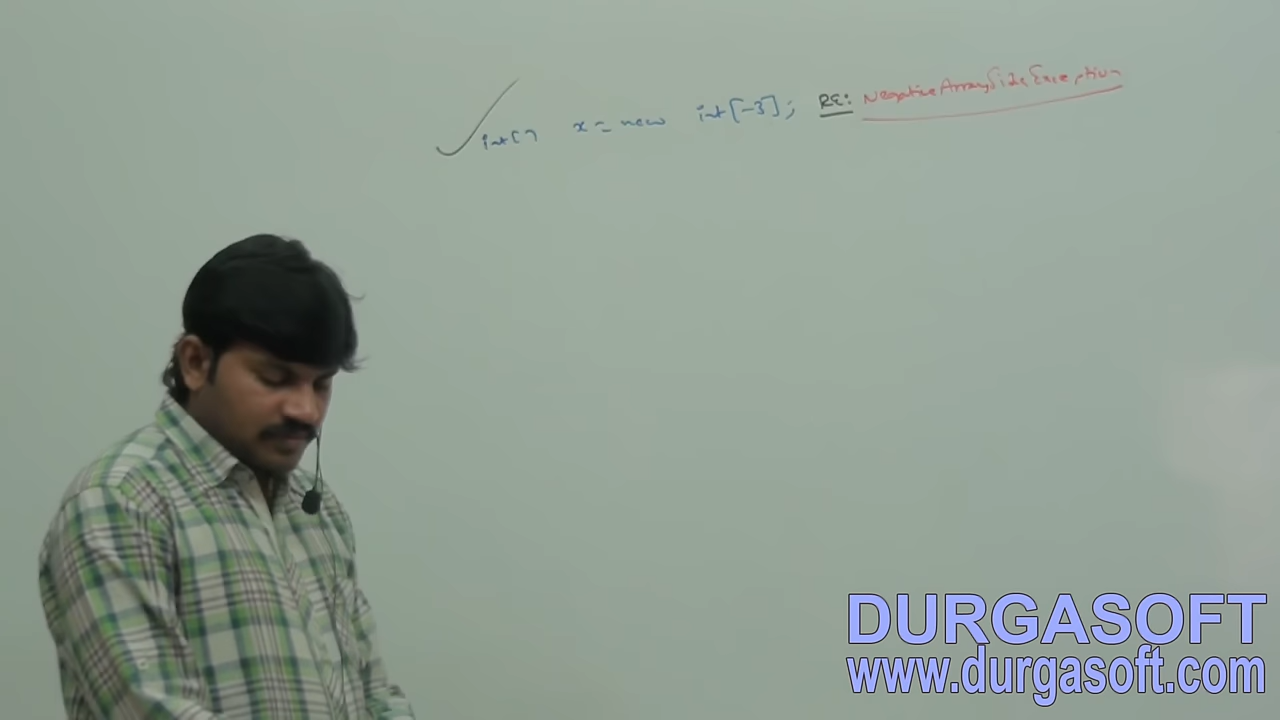 int[] x = new int[-3]; RE: NegativeArraySizeException
DURGASOFT
www.durgasoft.com